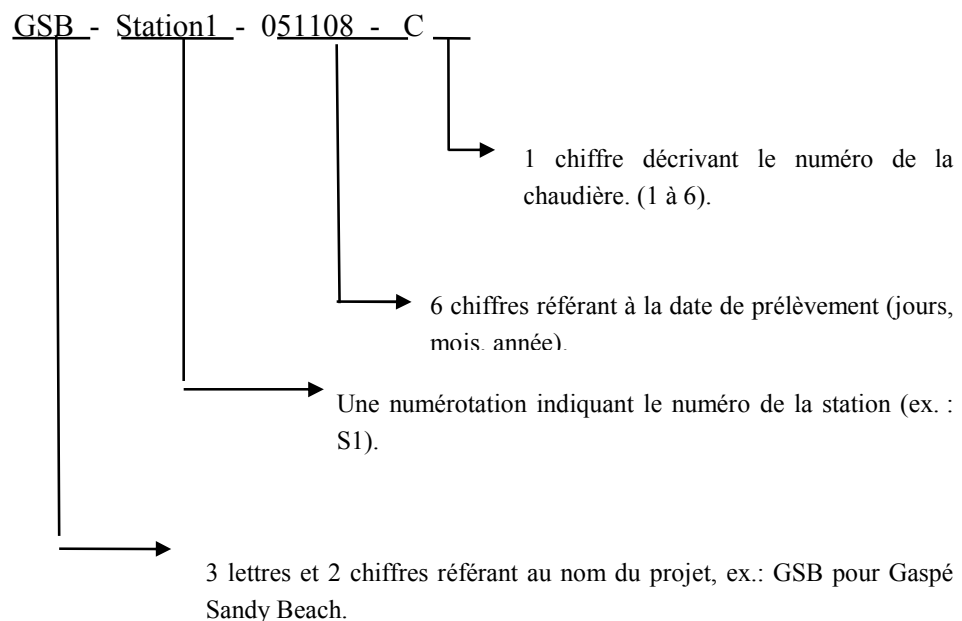 GSB - Station1 - 051108 - C __
1 chiffre décrivant le numéro de la
chaudière. (1 à 6).
6 chiffres référant à la date de prélèvement (jours,
mois, année).
Une numérotation indiquant le numéro de la station (ex. :
S1).
3 lettres et 2 chiffres référant au nom du projet, ex.: GSB pour Gaspé
Sandy Beach.